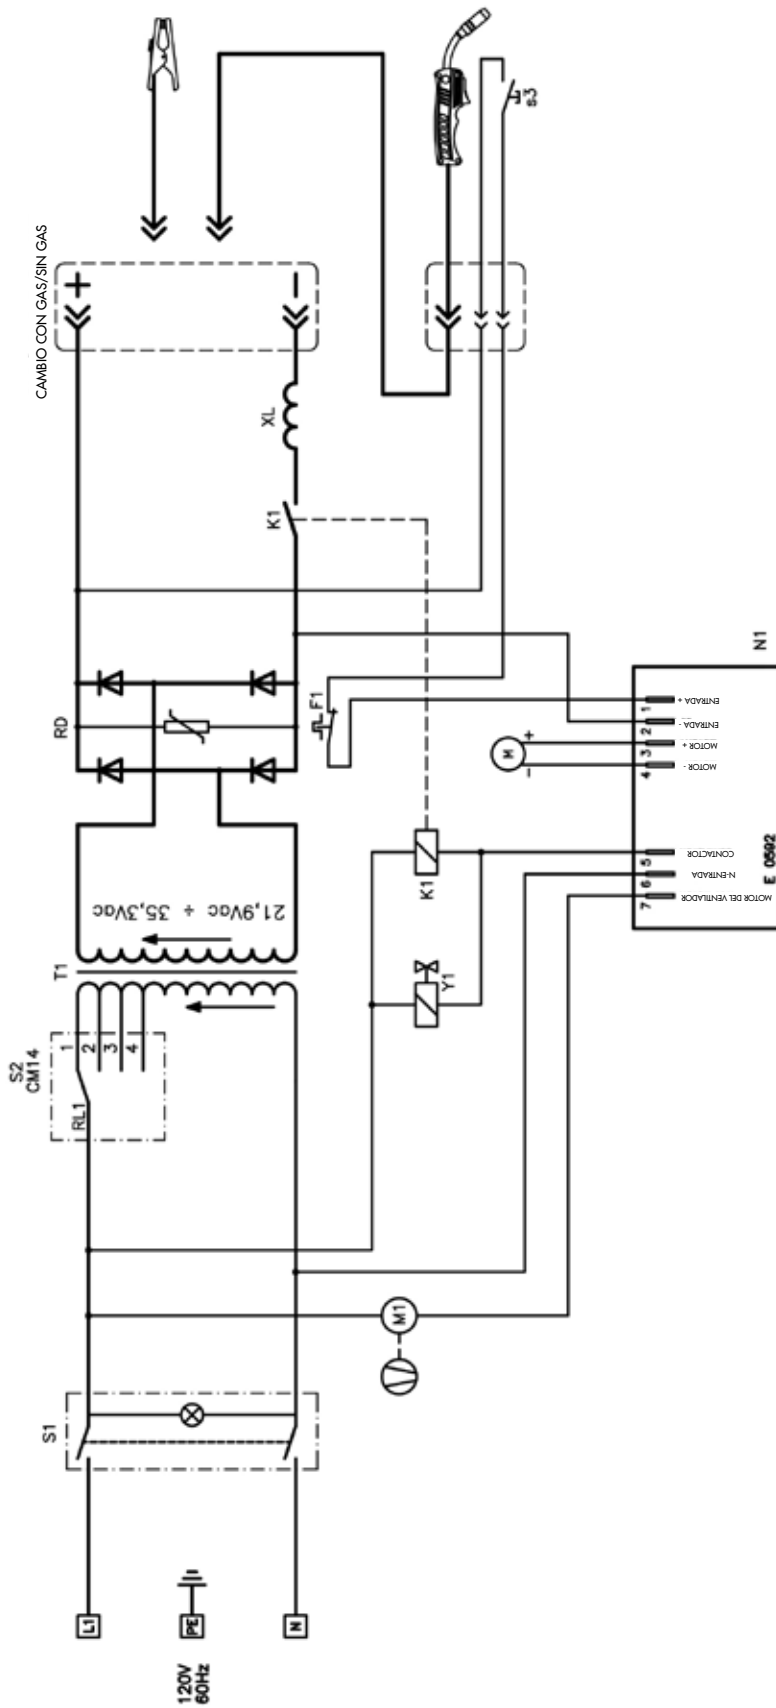 120V
60Hz
L1
PE
N
S1
M1
S2
CM14
RL1
1
2
3
4
T1
21,9Vac ÷ 35,3Vac
Y1
K1
RD
F1
M
+
-
K1
XL
CAMBIO CON GAS/SIN GAS
+
-
s3
N1
1
ENTRADA +
2
ENTRADA -
3
MOTOR +
4
MOTOR -
5
CONTACTOR
6
N-ENTRADA
7
MOTOR DEL VENTILADOR
E 0592